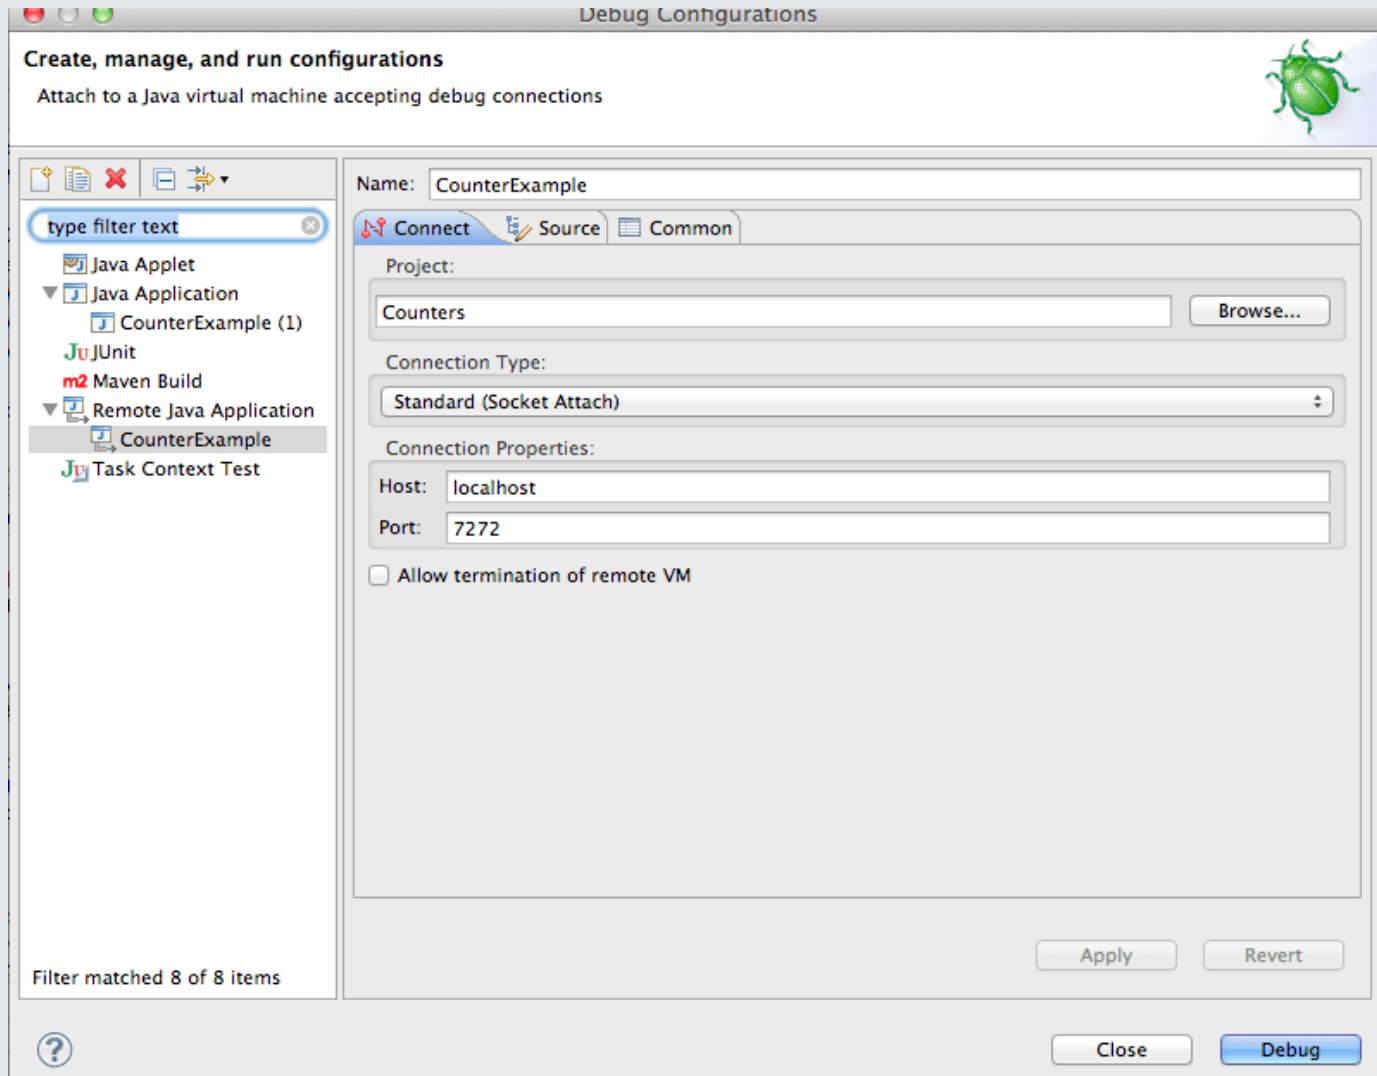 Debug Configurations
Create, manage, and run configurations
Attach to a Java virtual machine accepting debug connections
type filter text
Java Applet
Java Application
CounterExample (1)
Ju JUnit
m2 Maven Build
Remote Java Application
CounterExample
Ju Task Context Test
Filter matched 8 of 8 items
Name: CounterExample
Connect Source Common
Project:
Counters Browse...
Connection Type:
Standard (Socket Attach)
Connection Properties:
Host: localhost
Port: 7272
Allow termination of remote VM
Apply Revert
? Close Debug